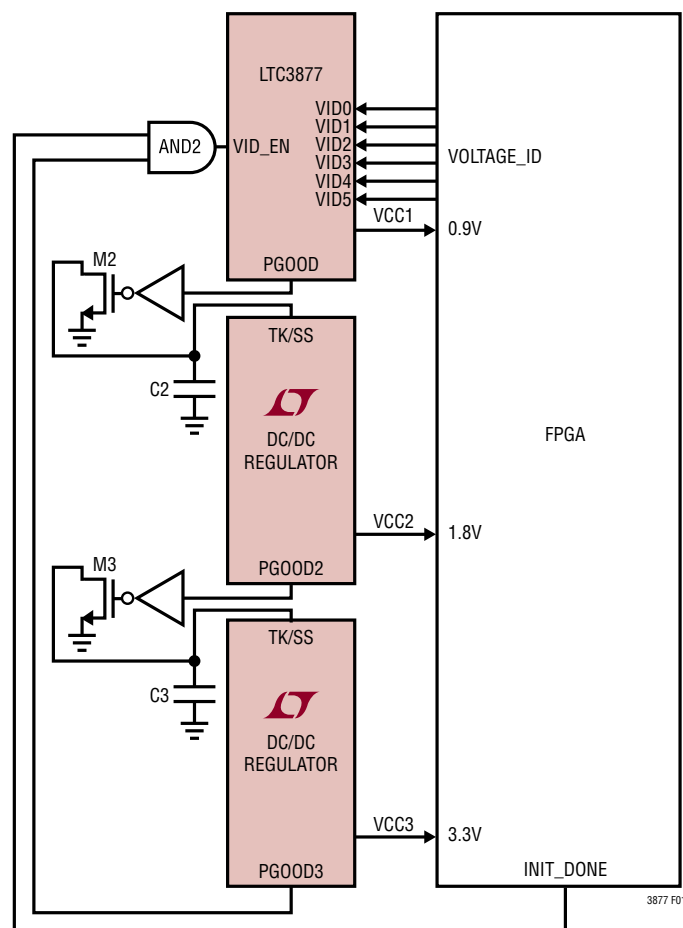 LTC3877
VID0
VID1
AND2
VID_EN
VID2
VID3
VOLTAGE_ID
VID4
VID5
VCC1
0.9V
M2
PGOOD
TK/SS
C2
DC/DC
REGULATOR
FPGA
VCC2
1.8V
M3
PGOOD2
TK/SS
C3
DC/DC
REGULATOR
VCC3
3.3V
PGOOD3
INIT_DONE